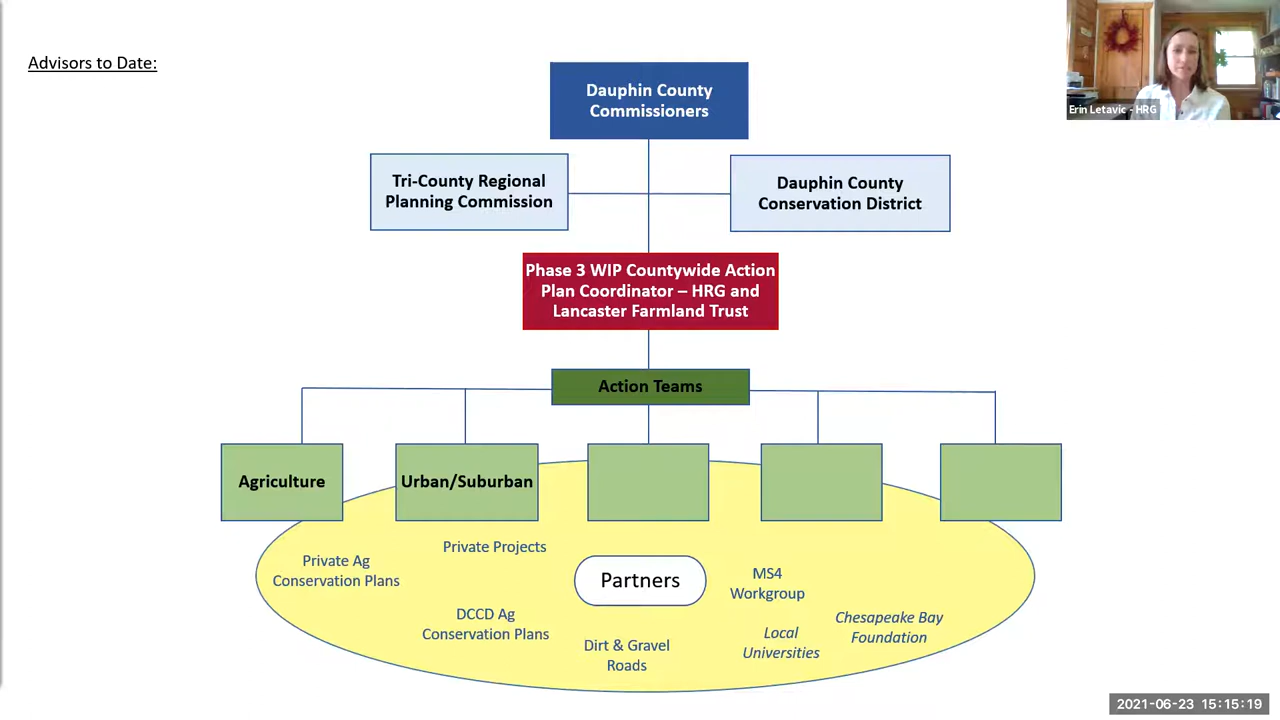 Advisors to Date:
Erin Letavic - HRG
Dauphin County
Commissioners
Tri-County Regional
Planning Commission
Dauphin County
Conservation District
Phase 3 WIP Countywide Action
Plan Coordinator – HRG and
Lancaster Farmland Trust
Action Teams
Agriculture
Urban/Suburban
Private Projects
Private Ag
Conservation Plans
Partners
MS4
Workgroup
DCCD Ag
Conservation Plans
Dirt & Gravel
Roads
Local
Universities
Chesapeake Bay
Foundation
2021-06-23 15:15:19